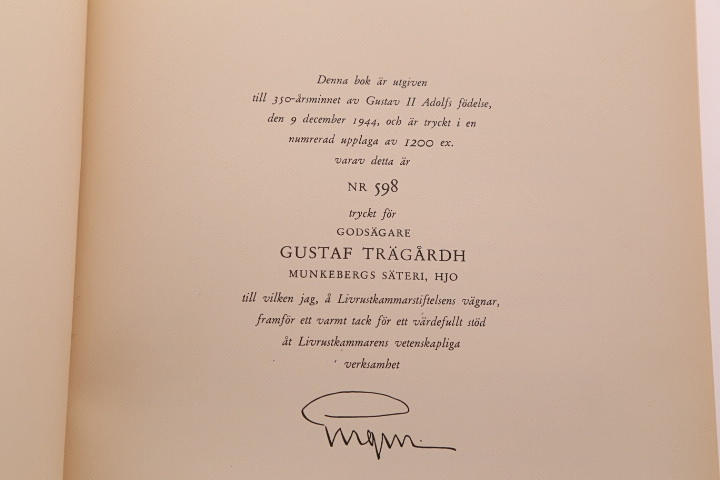 Denna bok är utgiven
till 350-årsminnet av Gustav II Adolfs födelse,
den 9 december 1944, och är tryckt i en
numrerad upplaga av 1200 ex.
varav detta är
NR 598
tryckt för
GODSÄGARE
GUSTAF TRÄGÅRDH
MUNKEBERGS SÄTERI, HJO
till vilken jag, å Livrustkammarstiftelsens vägnar,
framför ett varmt tack för ett värdefullt stöd
åt Livrustkammarens vetenskapliga
verksamhet